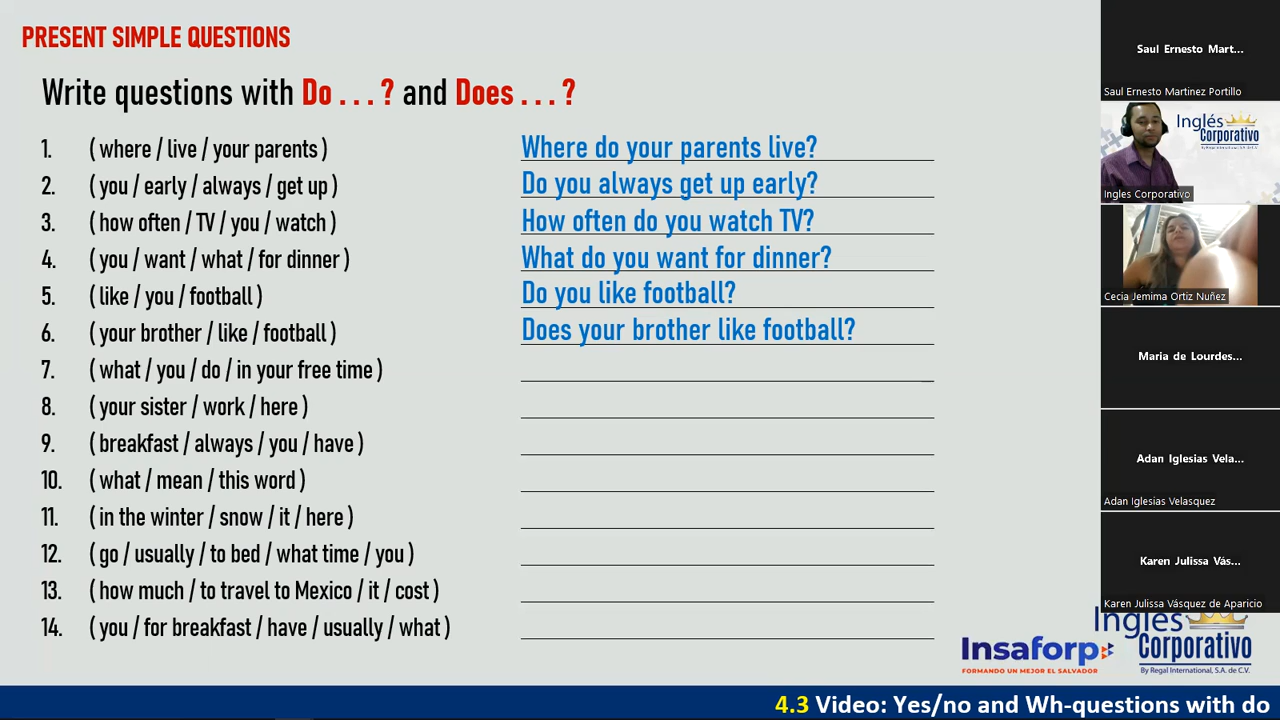 PRESENT SIMPLE QUESTIONS
Write questions with Do . . . ? and Does . . . ?
1. ( where / live / your parents ) Where do your parents live?
2. ( you / early / always / get up ) Do you always get up early?
3. ( how often / TV / you / watch ) How often do you watch TV?
4. ( you / want / what / for dinner ) What do you want for dinner?
5. ( like / you / football ) Do you like football?
6. ( your brother / like / football ) Does your brother like football?
7. ( what / you / do / in your free time )
8. ( your sister / work / here )
9. ( breakfast / always / you / have )
10. ( what / mean / this word )
11. ( in the winter / snow / it / here )
12. ( go / usually / to bed / what time / you )
13. ( how much / to travel to Mexico / it / cost )
14. ( you / for breakfast / have / usually / what )
Saul Ernesto Mart...
Saul Ernesto Martinez Portillo
Inglés
Corporativo
By Regal International, S.A. de C.V.
Ingles Corporativo
Cecia Jemima Ortiz Nuñez
Maria de Lourdes...
Adan Iglesias Vela...
Adan Iglesias Velasquez
Karen Julissa Vás...
Karen Julissa Vásquez de Aparicio
Insaforp
FORMANDO UN MEJOR EL SALVADOR
Inglés
Corporativo
By Regal International, S.A. de C.V.
4.3 Video: Yes/no and Wh-questions with do